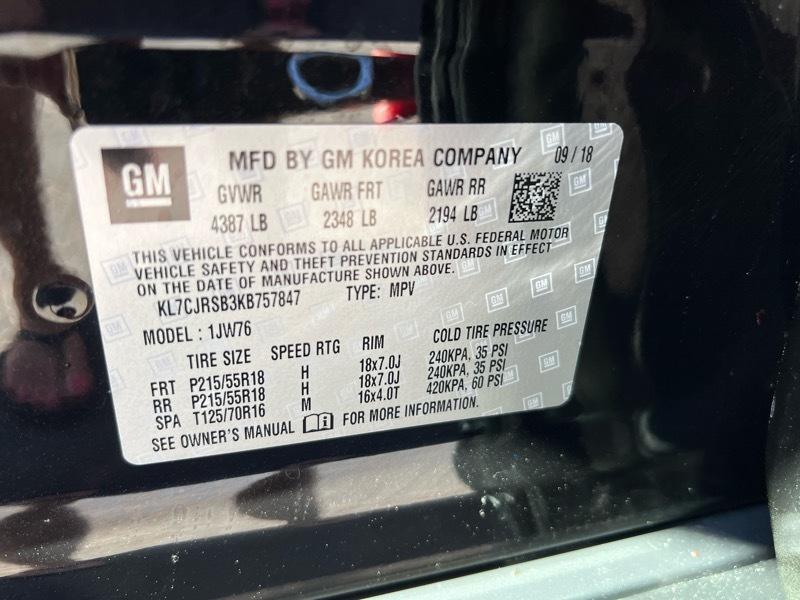 GM MFD BY GM KOREA COMPANY 09/18
GVWR GAWR FRT GAWR RR
4387 LB 2348 LB 2194 LB
THIS VEHICLE CONFORMS TO ALL APPLICABLE U.S. FEDERAL MOTOR
VEHICLE SAFETY AND THEFT PREVENTION STANDARDS IN EFFECT
ON THE DATE OF MANUFACTURE SHOWN ABOVE.
KL7CJRSB3KB757847 TYPE: MPV
MODEL : 1JW76
TIRE SIZE SPEED RTG RIM COLD TIRE PRESSURE
FRT P215/55R18 H 18x7.0J 240KPA, 35 PSI
RR P215/55R18 H 18x7.0J 240KPA, 35 PSI
SPA T125/70R16 M 16x4.0T 420KPA, 60 PSI
SEE OWNER'S MANUAL FOR MORE INFORMATION.